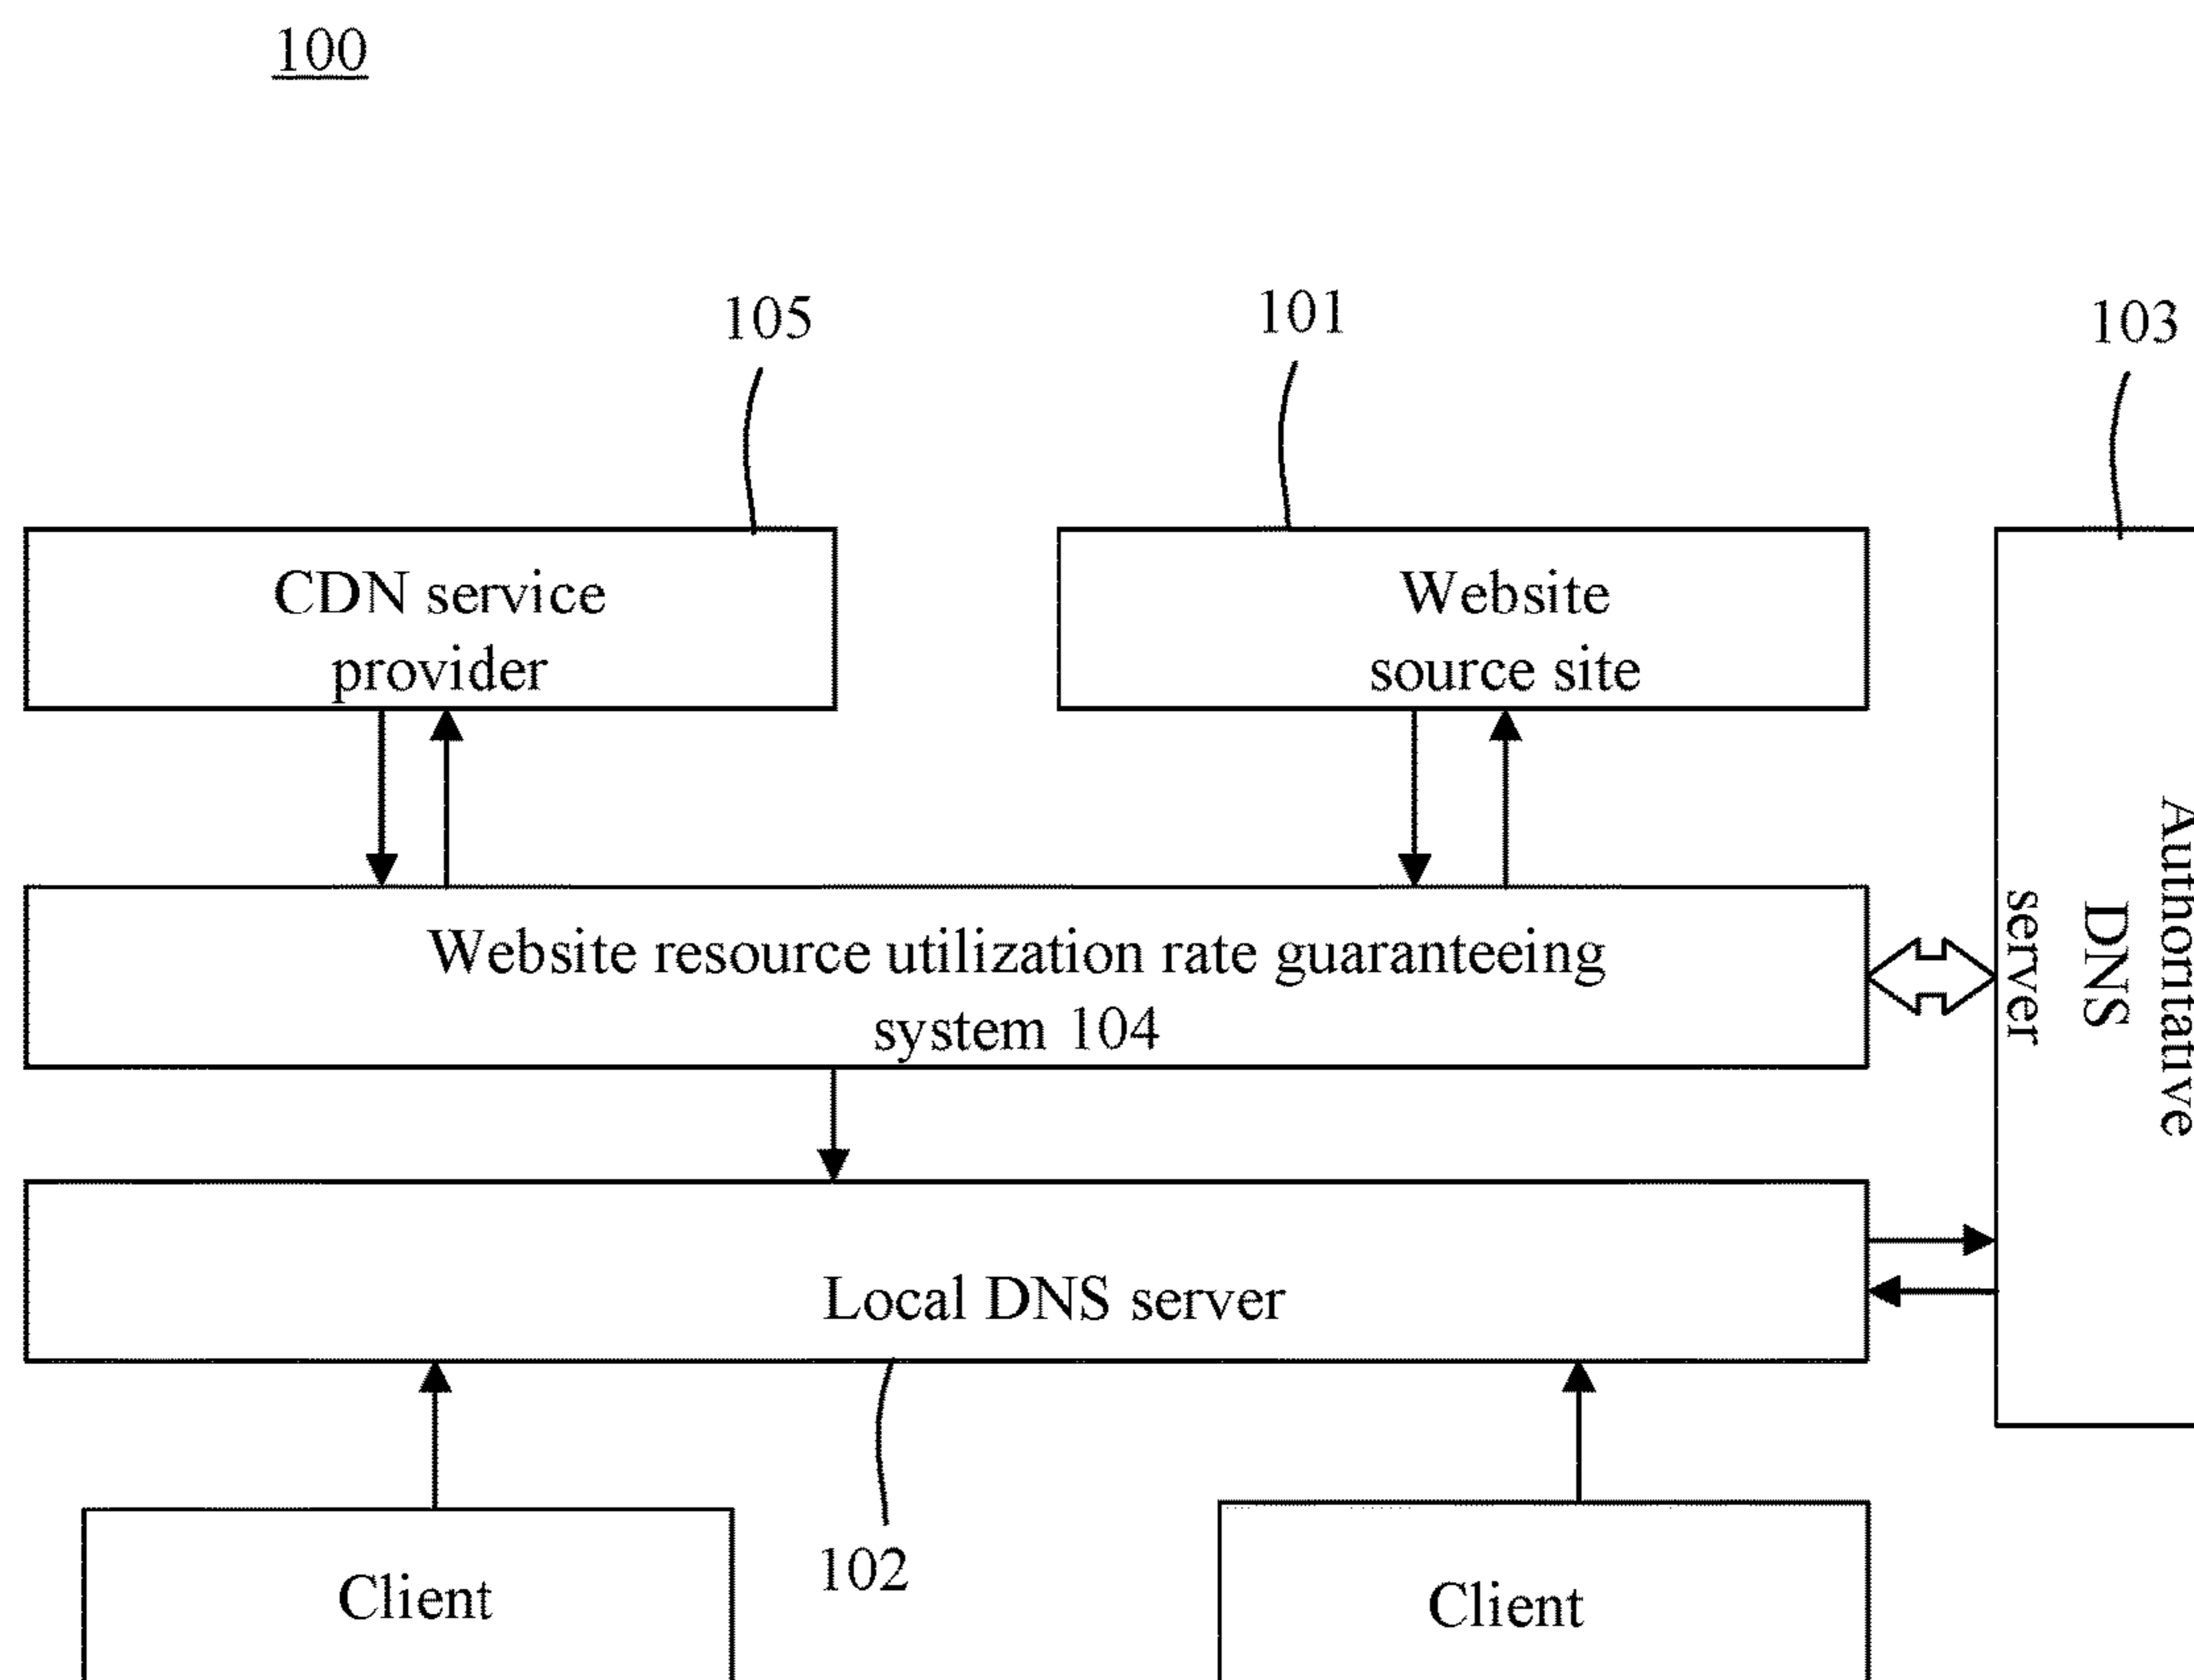 100
105
101
103
CDN service
provider
Website
source site
Website resource utilization rate guaranteeing
system 104
Authoritative
DNS
server
Local DNS server
102
Client
Client